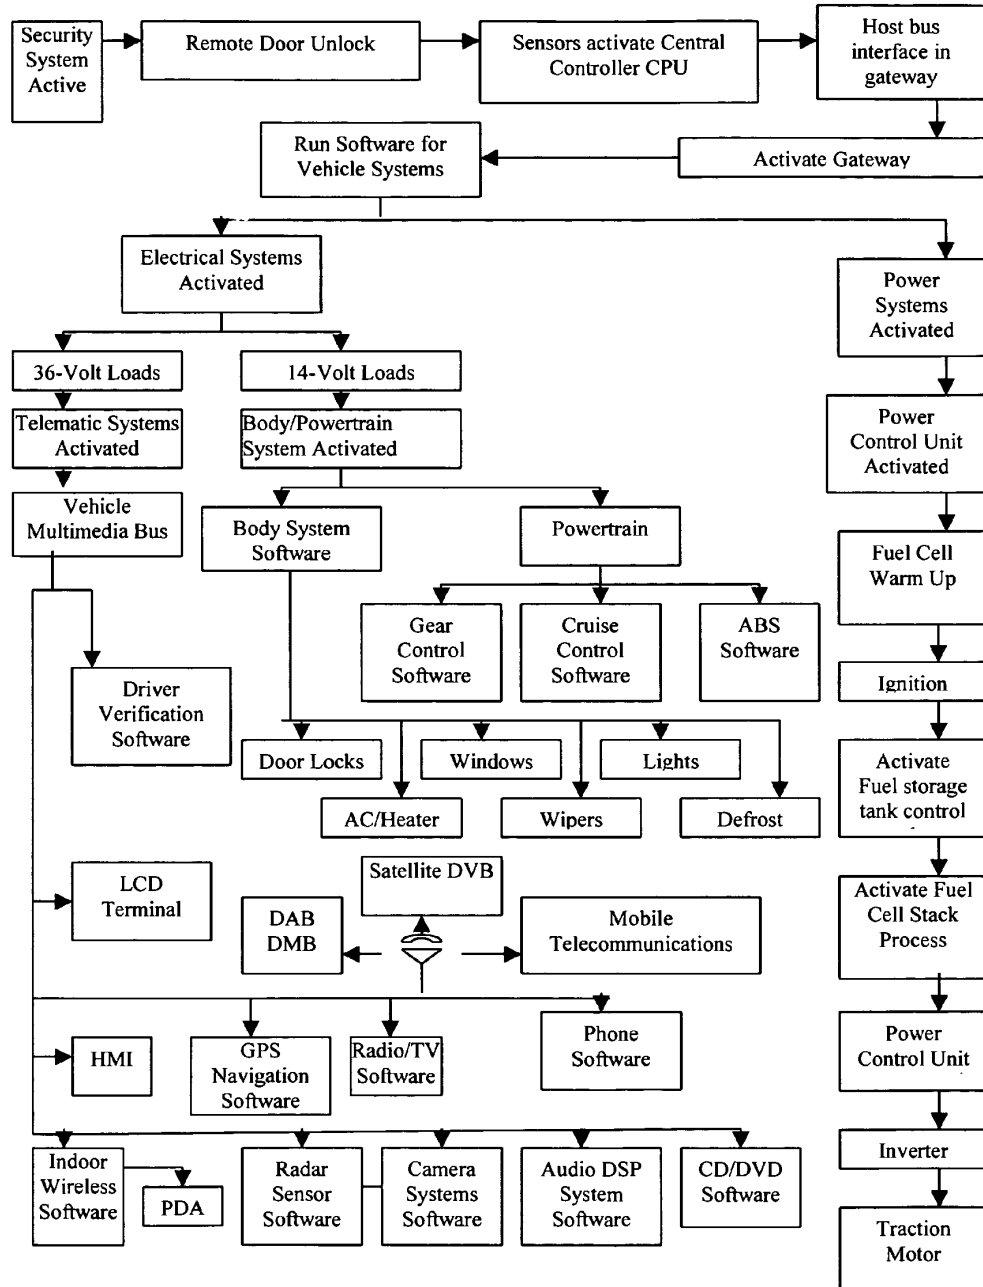 Security
System
Active
Remote Door Unlock
Sensors activate Central
Controller CPU
Host bus
interface in
gateway
Run Software for
Vehicle Systems
Activate Gateway
Electrical Systems
Activated
Power
Systems
Activated
36-Volt Loads
14-Volt Loads
Telematic Systems
Activated
Body/Powertrain
System Activated
Power
Control Unit
Activated
Vehicle
Multimedia Bus
Body System
Software
Powertrain
Fuel Cell
Warm Up
Gear
Control
Software
Cruise
Control
Software
ABS
Software
Ignition
Driver
Verification
Software
Door Locks
Windows
Lights
Activate
Fuel storage
tank control
AC/Heater
Wipers
Defrost
LCD
Terminal
Satellite DVB
DAB
DMB
Mobile
Telecommunications
Activate Fuel
Cell Stack
Process
HMI
GPS
Navigation
Software
Radio/TV
Software
Phone
Software
Power
Control Unit
Indoor
Wireless
Software
PDA
Radar
Sensor
Software
Camera
Systems
Software
Audio DSP
System
Software
CD/DVD
Software
Inverter
Traction
Motor